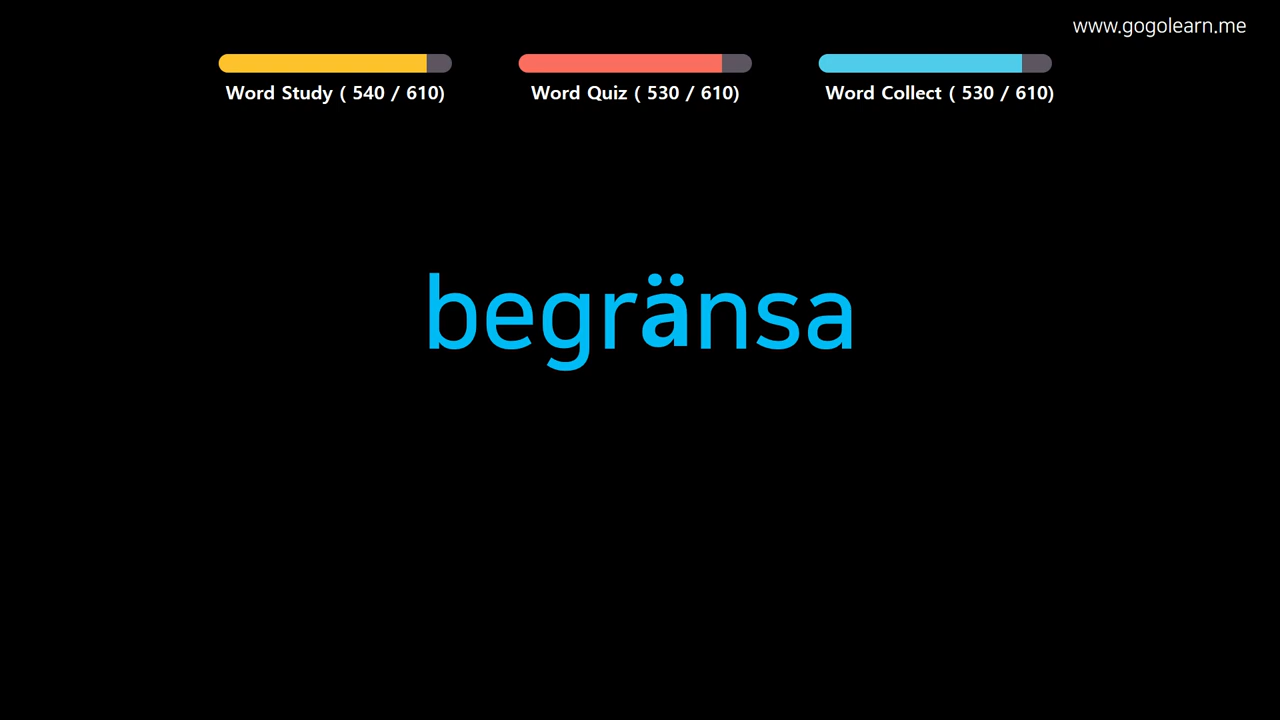 www.gogolearn.me
Word Study ( 540 / 610)
Word Quiz ( 530 / 610)
Word Collect ( 530 / 610)
begränsa